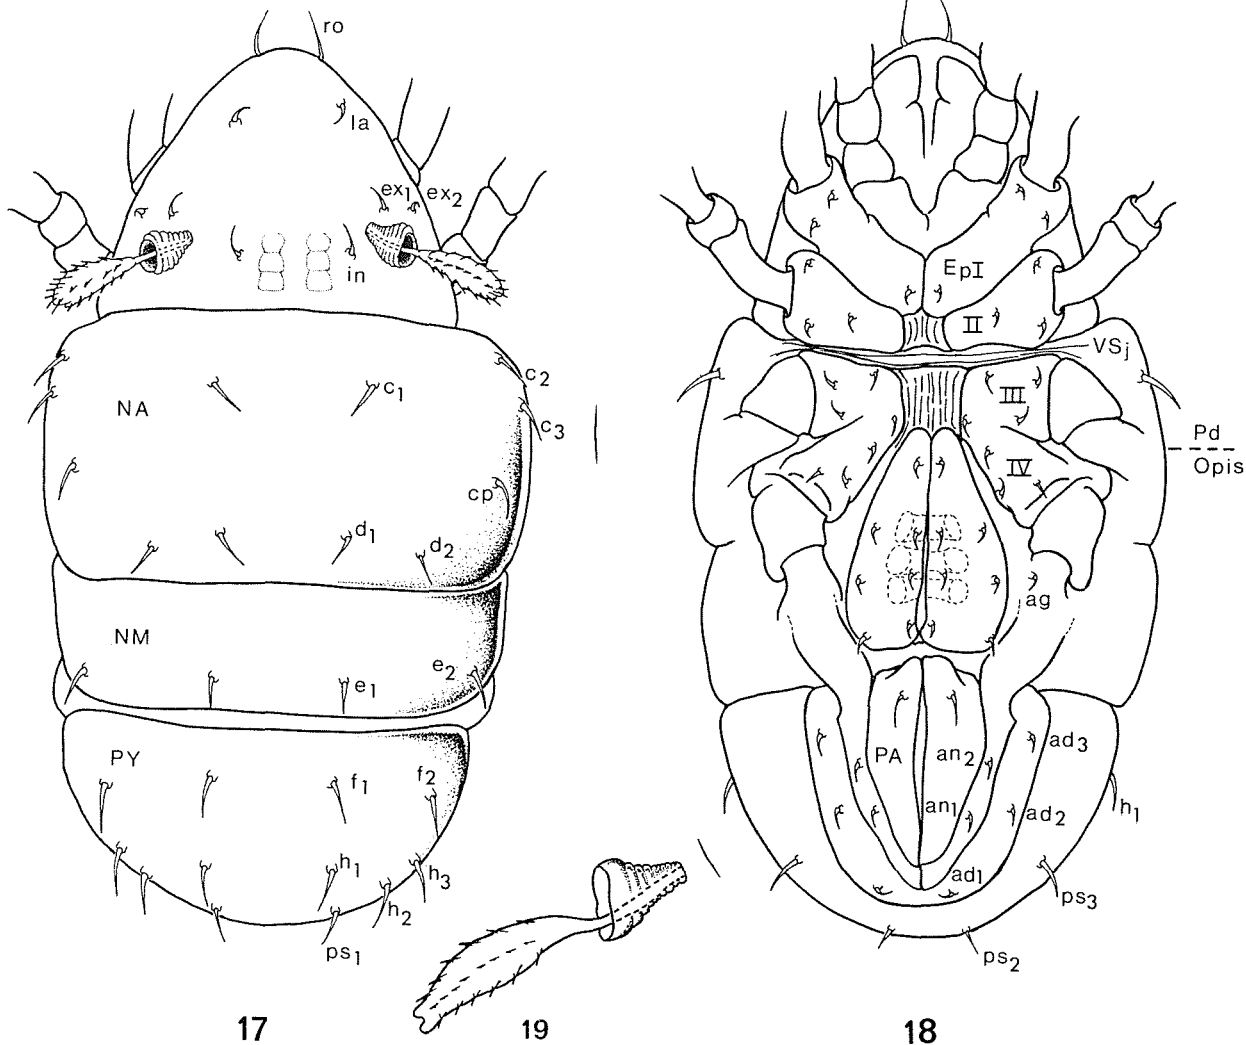 ro
la
ex1 ex2
in
NA
c1
c2
c3
cp
d1
d2
NM
e1
e2
PY
f1
f2
h1
h2
h3
ps1
17
19
EpI
II
VSj
III
IV
Pd
Opis
ag
PA
an2
an1
ad3
ad2
ad1
h1
ps3
ps2
18